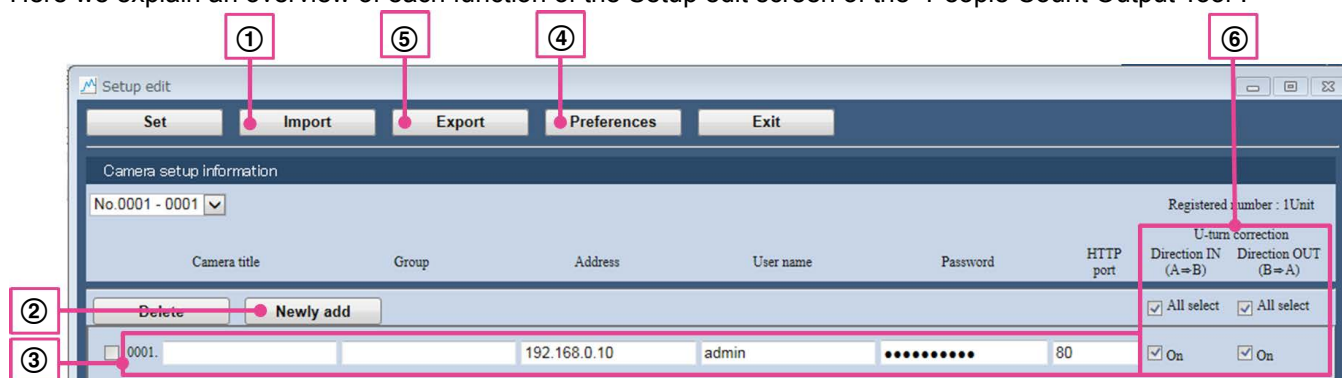 Here we explain an overview of each function of the Setup edit screen of the "People Count Output Tool".
① ⑤ ④ ⑥
Setup edit
Set Import Export Preferences Exit
Camera setup information
No.0001 - 0001
Registered number : 1Unit
U-turn correction
Camera title Group Address User name Password HTTP port Direction IN (A⇒B) Direction OUT (B⇒A)
② Delete Newly add All select All select
③ 0001. 192.168.0.10 admin •••••••••• 80 On On